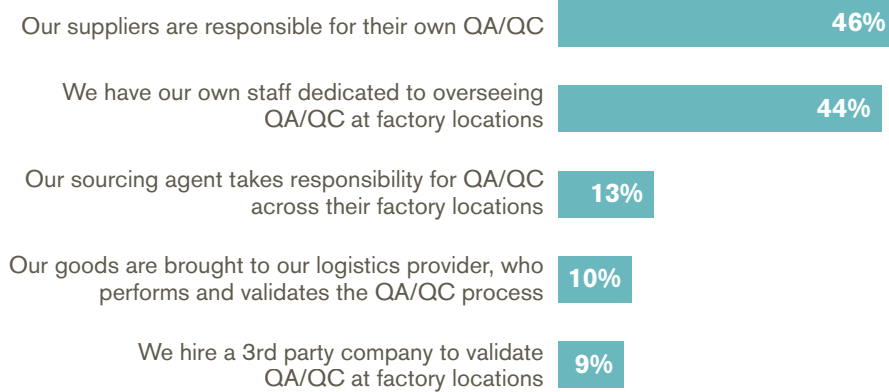 Our suppliers are responsible for their own QA/QC
46%
We have our own staff dedicated to overseeing
QA/QC at factory locations
44%
Our sourcing agent takes responsibility for QA/QC
across their factory locations
13%
Our goods are brought to our logistics provider, who
performs and validates the QA/QC process
10%
We hire a 3rd party company to validate
QA/QC at factory locations
9%